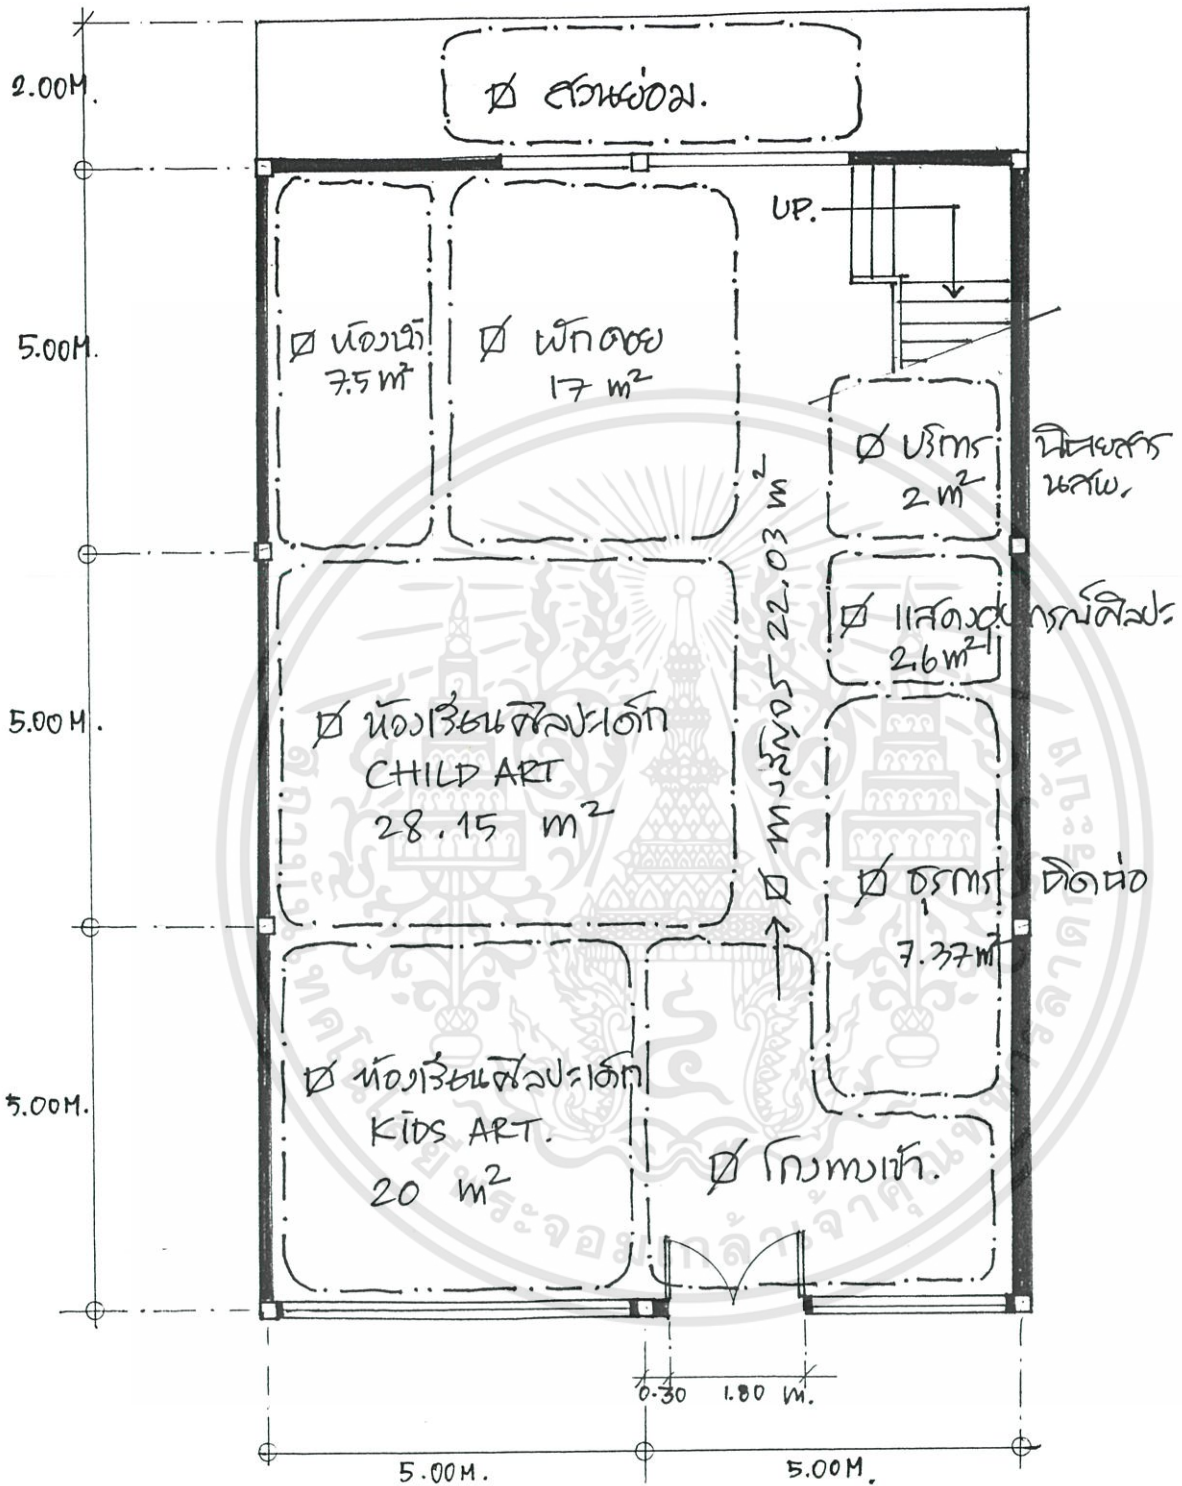 2.00M.
ø สวนย่อม.
UP.
5.00M.
ø ห้องน้ำ
7.5 m²
ø พักคอย
17 m²
ø บริการ นิตยสาร
2 m² นสพ.
ø ทางสัญจร 22.03 m²
ø แสดงอุปกรณ์ศิลปะ
2.6 m²
5.00M.
ø ห้องเรียนศิลปะเด็ก
CHILD ART
28.15 m²
ø ธุรการ ติดต่อ
7.37 m²
5.00M.
ø ห้องเรียนศิลปะเด็ก
KIDS ART.
20 m²
ø โถงทางเข้า.
0.30 1.80 m.
5.00M.
5.00M.